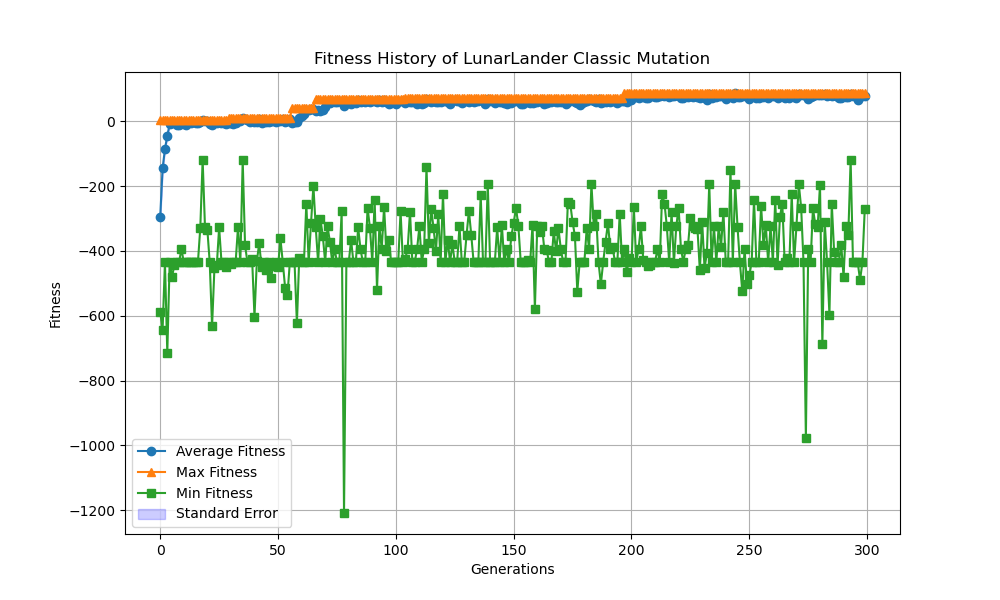 Fitness History of LunarLander Classic Mutation
Fitness
0
−200
−400
−600
−800
−1000
−1200
Average Fitness
Max Fitness
Min Fitness
Standard Error
0 50 100 150 200 250 300
Generations